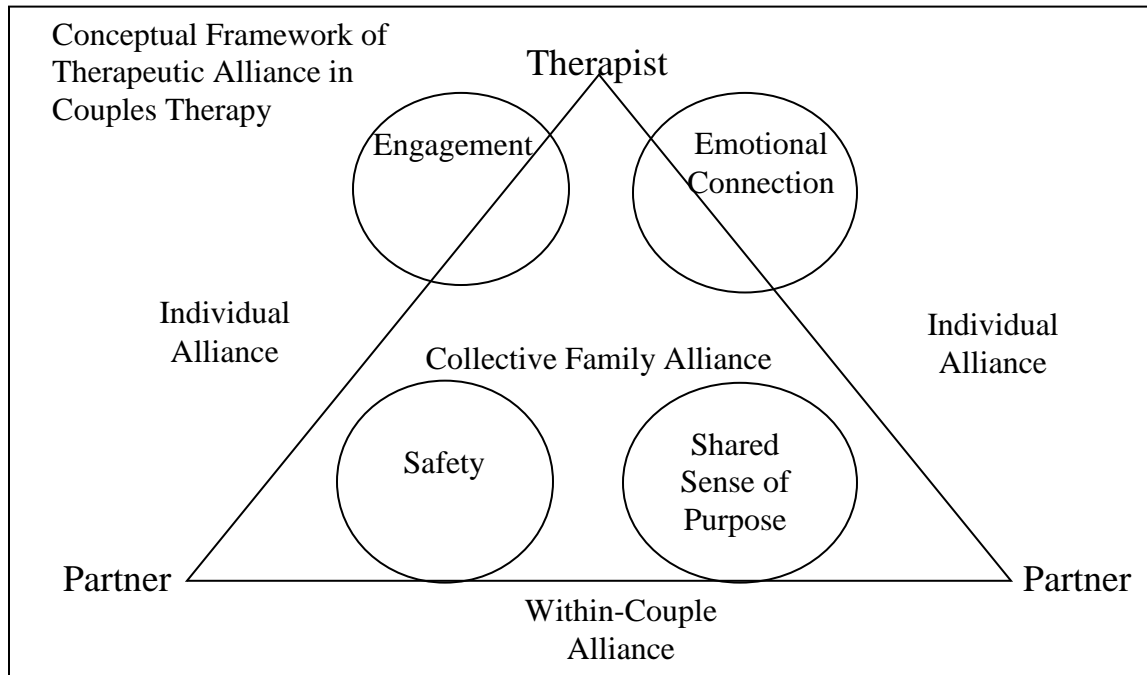 Conceptual Framework of
Therapeutic Alliance in
Couples Therapy
Therapist
Engagement
Emotional
Connection
Individual
Alliance
Individual
Alliance
Collective Family Alliance
Safety
Shared
Sense of
Purpose
Partner
Partner
Within-Couple
Alliance